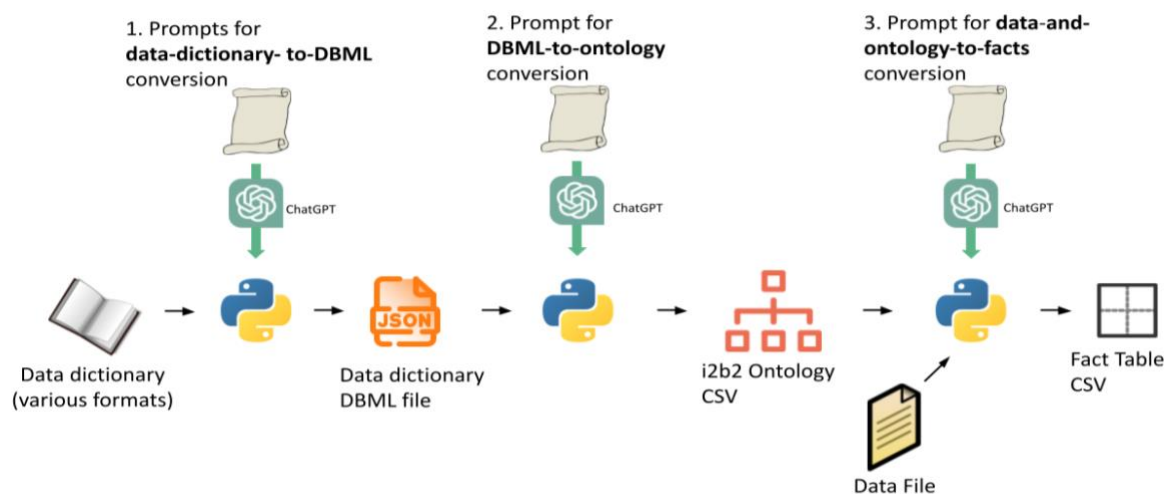 1. Prompts for
data-dictionary- to-DBML
conversion
2. Prompt for
DBML-to-ontology
conversion
3. Prompt for data-and-
ontology-to-facts
conversion
ChatGPT
ChatGPT
ChatGPT
JSON
Data dictionary
(various formats)
Data dictionary
DBML file
i2b2 Ontology
CSV
Fact Table
CSV
Data File